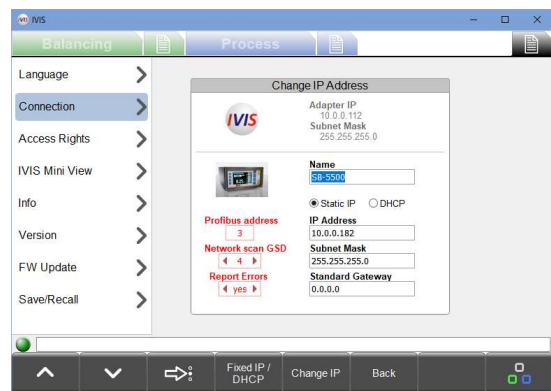 IVIS
Balancing
Process
Language
Connection
Access Rights
IVIS Mini View
Info
Version
FW Update
Save/Recall
Change IP Address
IVIS
Adapter IP
10.0.0.112
Subnet Mask
255.255.255.0
Name
SB-5500
Static IP DHCP
Profibus address
3
Network scan GSD
4
Report Errors
yes
IP Address
10.0.0.182
Subnet Mask
255.255.255.0
Standard Gateway
0.0.0.0
Fixed IP /
DHCP
Change IP
Back